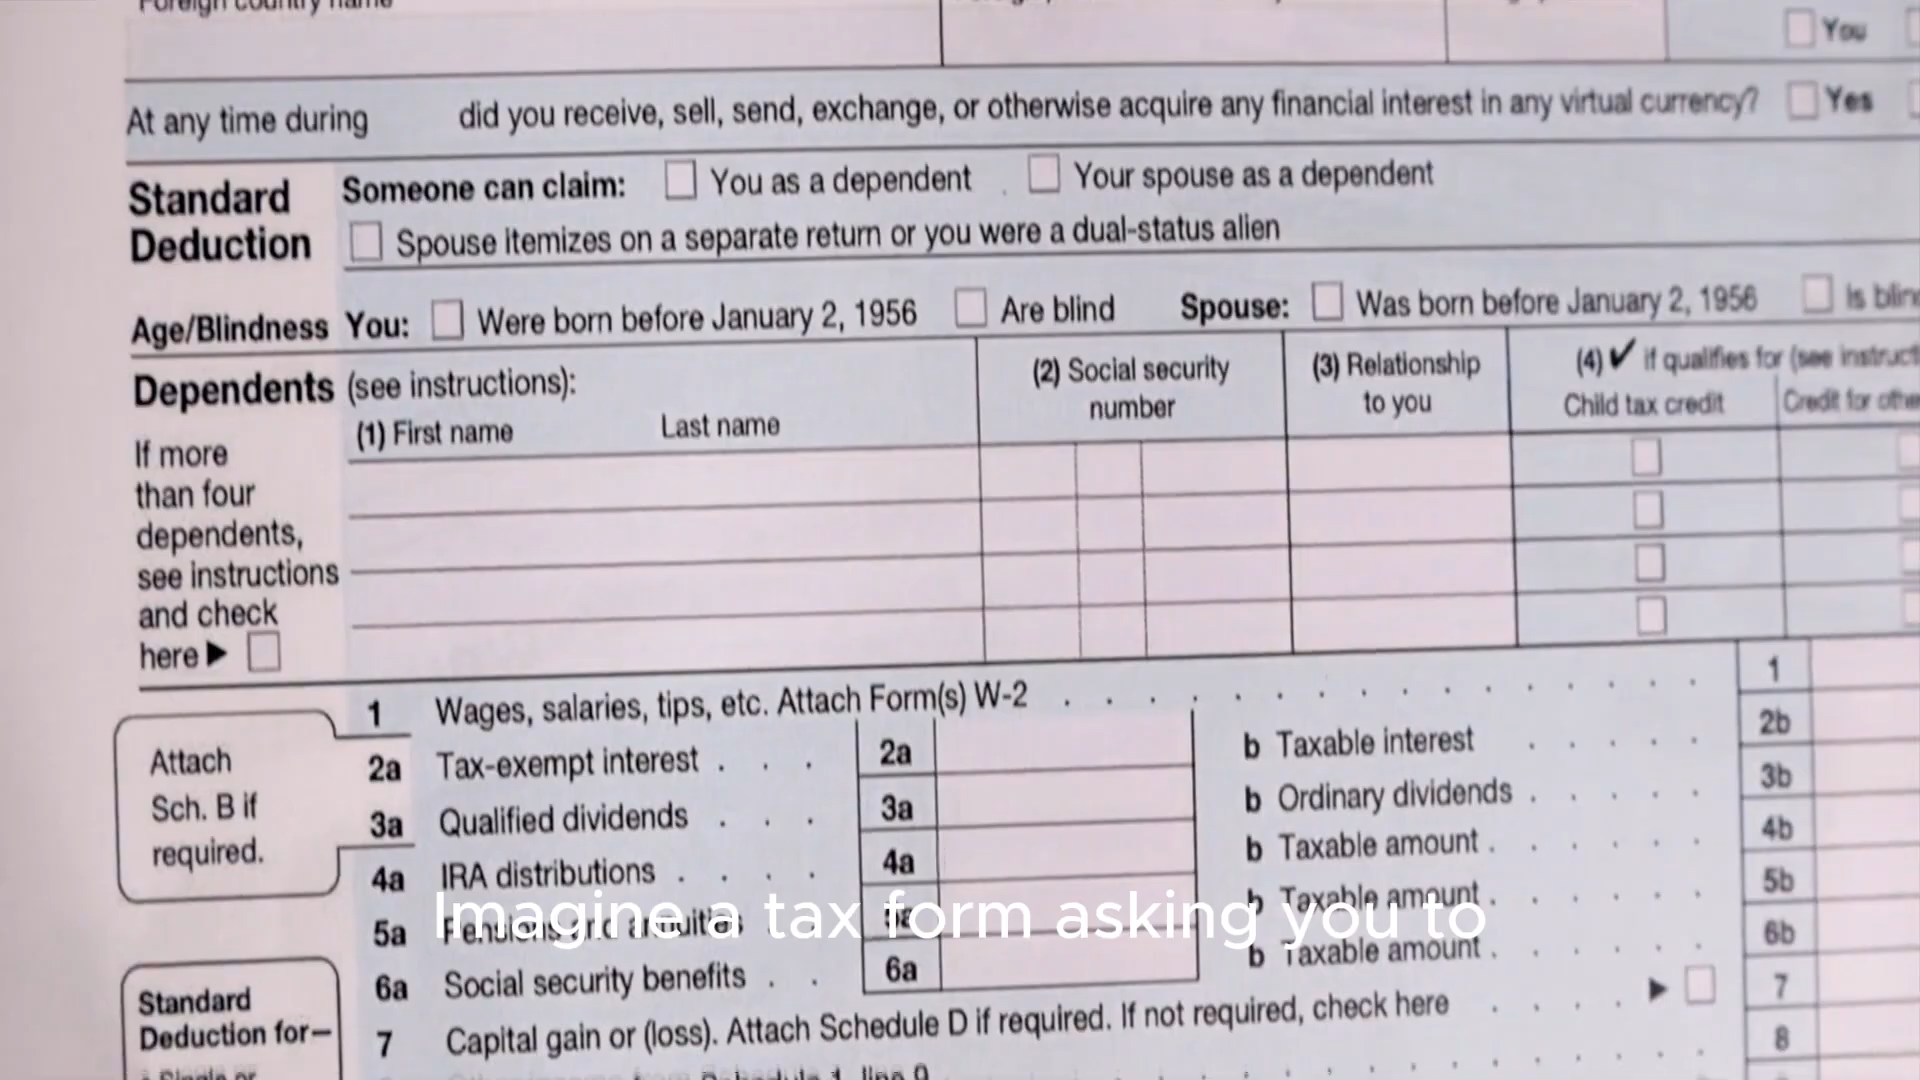 Foreign country name
You
At any time during did you receive, sell, send, exchange, or otherwise acquire any financial interest in any virtual currency? Yes
Standard Deduction
Someone can claim: You as a dependent Your spouse as a dependent
Spouse itemizes on a separate return or you were a dual-status alien
Age/Blindness You: Were born before January 2, 1956 Are blind Spouse: Was born before January 2, 1956 Is blin
Dependents (see instructions):
(1) First name Last name
(2) Social security number
(3) Relationship to you
(4) ✔ if qualifies for (see instruct
Child tax credit Credit for othe
If more
than four
dependents,
see instructions
and check
here ▶
1 Wages, salaries, tips, etc. Attach Form(s) W-2 . . . . . . . . . . . . . . . 1
Attach
Sch. B if
required.
2a Tax-exempt interest . . . 2a b Taxable interest . . . . . 2b
3a Qualified dividends . . . 3a b Ordinary dividends . . . . . 3b
4a IRA distributions . . . . 4a b Taxable amount . . . . . . 4b
5a Pensions and annuities 5a b Taxable amount . . . . . . 5b
6a Social security benefits . . 6a b Taxable amount . . . . . . 6b
7 Capital gain or (loss). Attach Schedule D if required. If not required, check here . . . . ▶ 7
8
Standard
Deduction for—
Imagine a tax form asking you to